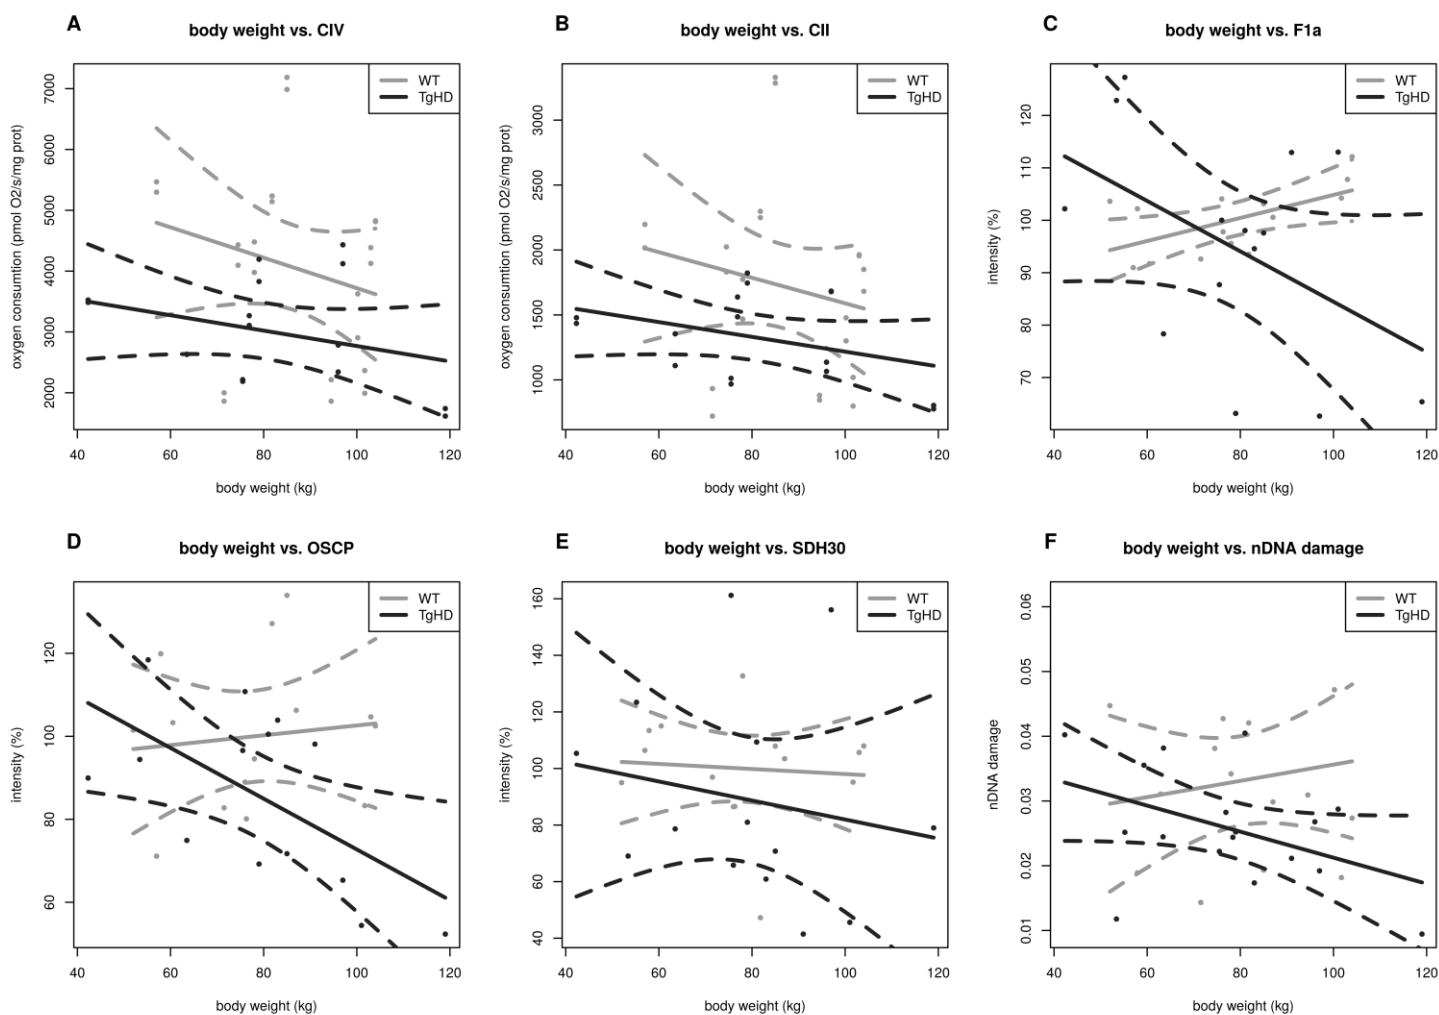 A
body weight vs. CIV
WT
TgHD
7000
6000
5000
4000
3000
2000
oxygen consumtion (pmol O2/s/mg prot)
40 60 80 100 120
body weight (kg)
B
body weight vs. CII
WT
TgHD
3000
2500
2000
1500
1000
oxygen consumtion (pmol O2/s/mg prot)
40 60 80 100 120
body weight (kg)
C
body weight vs. F1a
WT
TgHD
120
110
100
90
80
70
intensity (%)
40 60 80 100 120
body weight (kg)
D
body weight vs. OSCP
WT
TgHD
120
100
80
60
intensity (%)
40 60 80 100 120
body weight (kg)
E
body weight vs. SDH30
WT
TgHD
160
140
120
100
80
60
40
intensity (%)
40 60 80 100 120
body weight (kg)
F
body weight vs. nDNA damage
WT
TgHD
0.06
0.05
0.04
0.03
0.02
0.01
nDNA damage
40 60 80 100 120
body weight (kg)